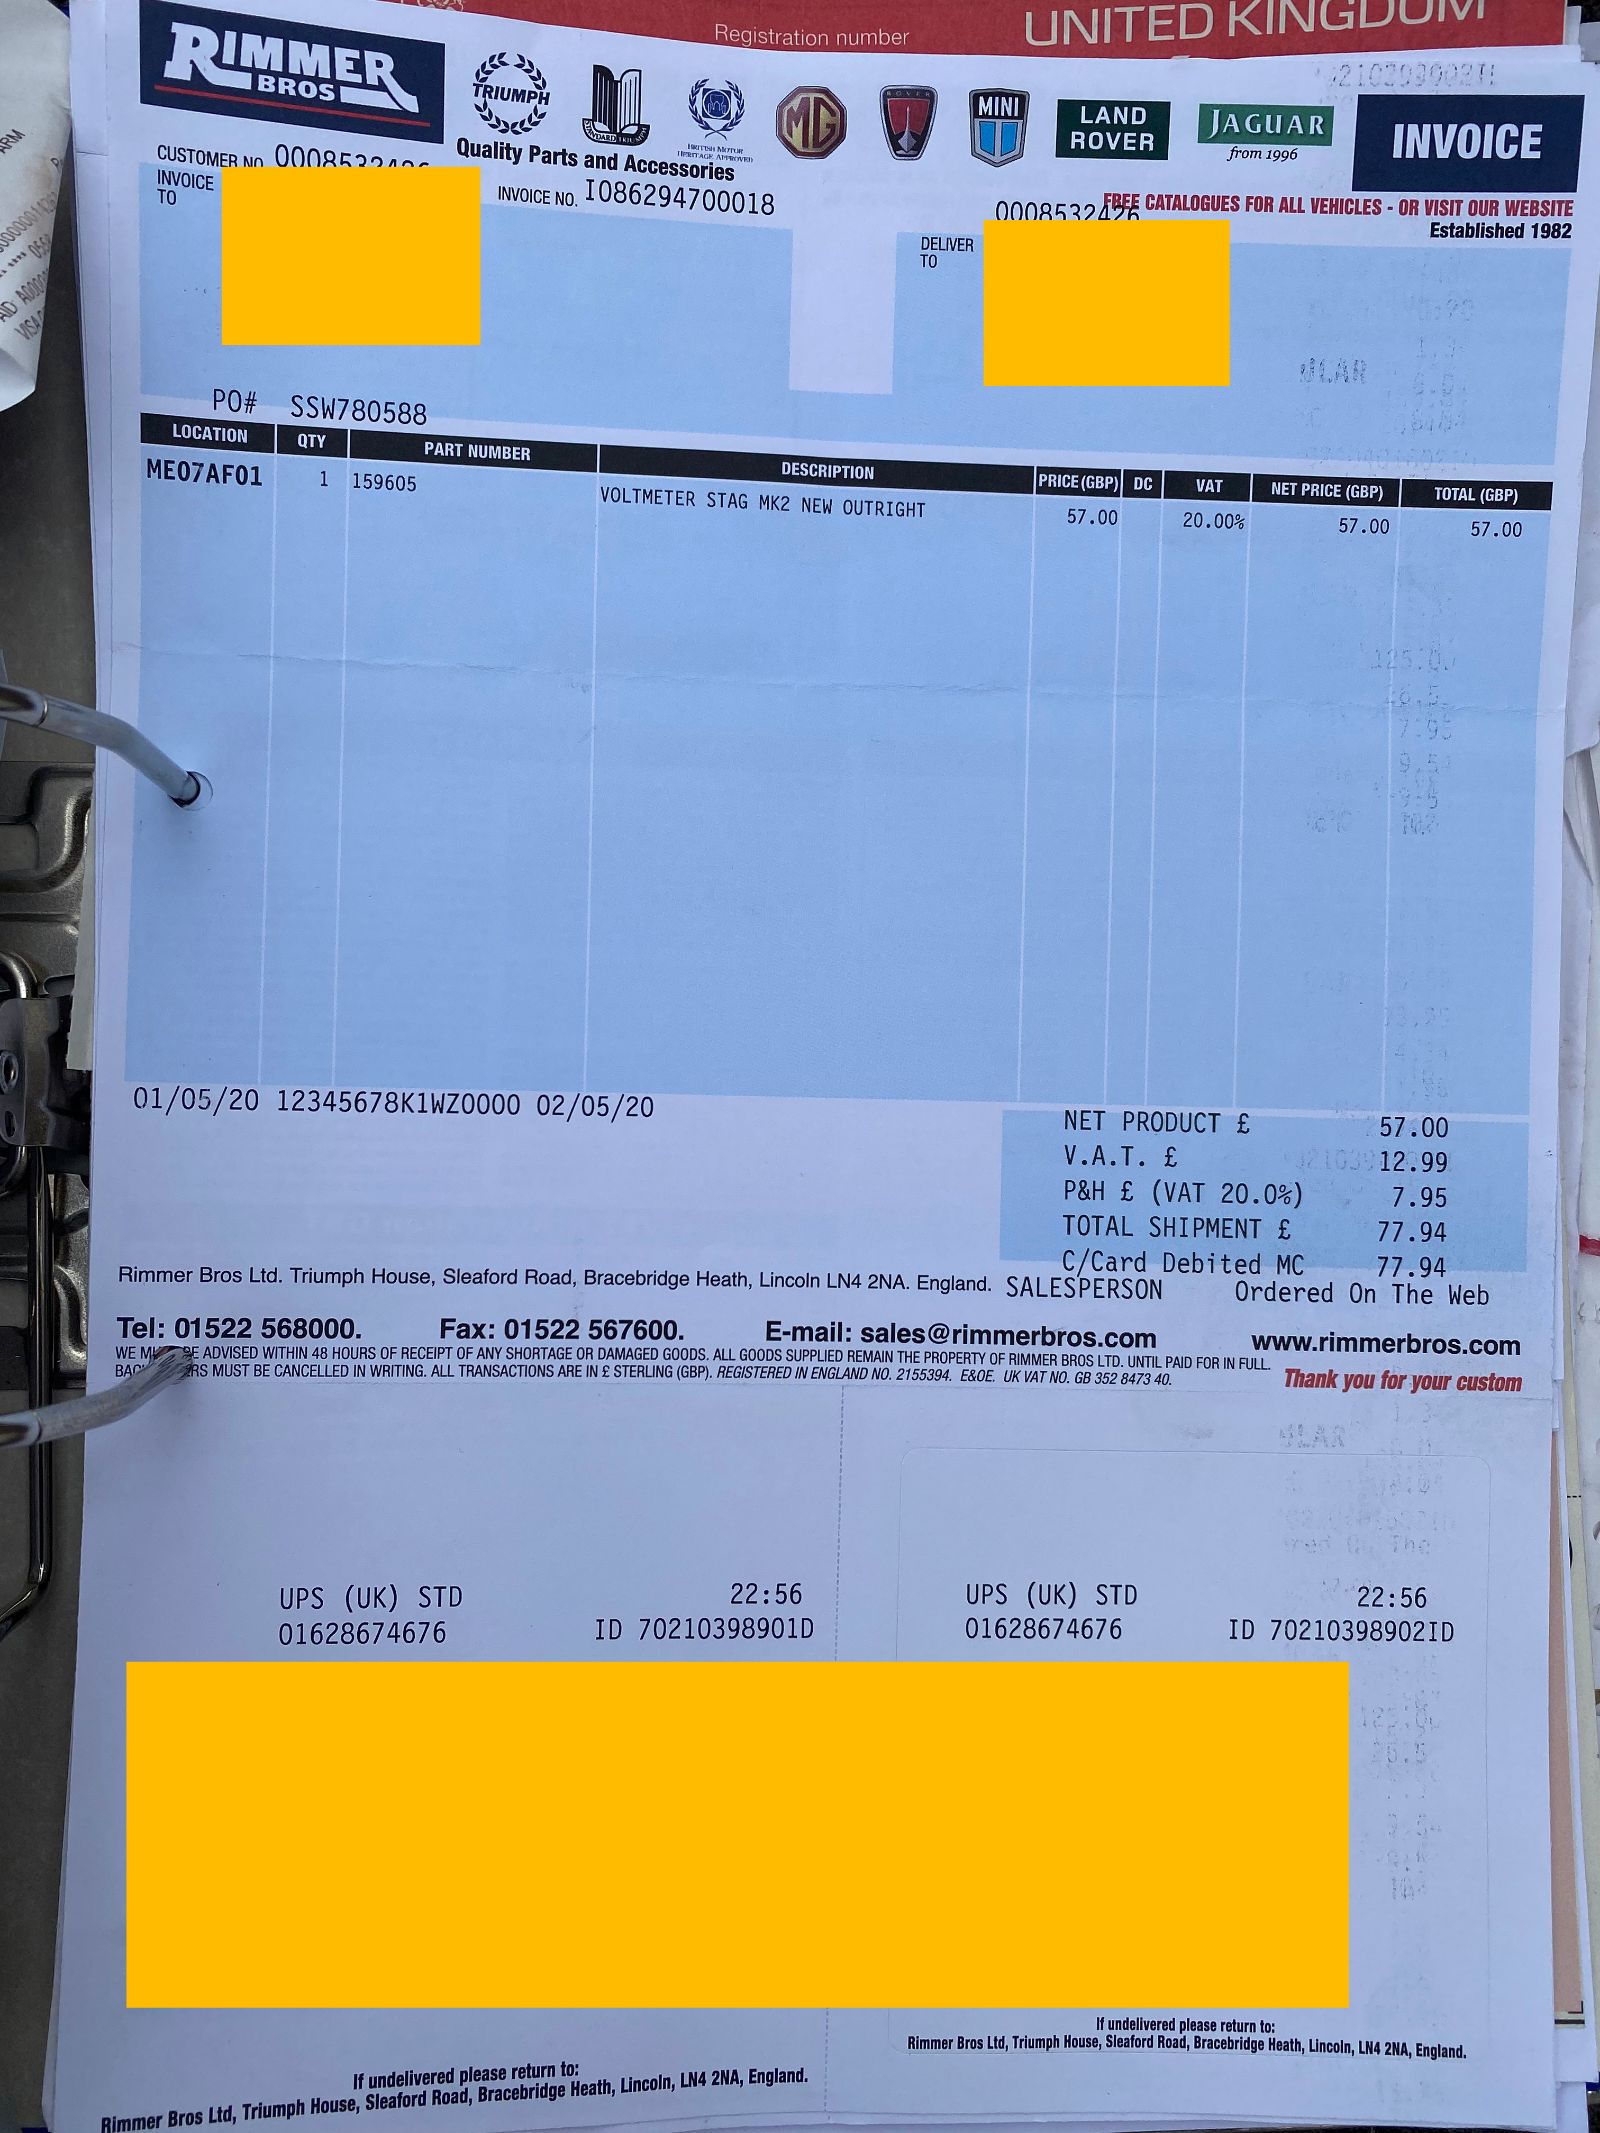 Registration number
UNITED KINGDOM
RIMMER
BROS
TRIUMPH
STANDARD TRIUMPH
BRITISH MOTOR
HERITAGE APPROVED
MG
ROVER
MINI
LAND
ROVER
JAGUAR
from 1996
INVOICE
Quality Parts and Accessories
CUSTOMER NO. 0008532426
INVOICE
TO
INVOICE NO. I086294700018
0008532426
FREE CATALOGUES FOR ALL VEHICLES - OR VISIT OUR WEBSITE
Established 1982
DELIVER
TO
PO# SSW780588
LOCATION QTY PART NUMBER DESCRIPTION PRICE (GBP) DC VAT NET PRICE (GBP) TOTAL (GBP)
ME07AF01 1 159605 VOLTMETER STAG MK2 NEW OUTRIGHT 57.00 20.00% 57.00 57.00
01/05/20 12345678K1WZ0000 02/05/20
NET PRODUCT £ 57.00
V.A.T. £ 12.99
P&H £ (VAT 20.0%) 7.95
TOTAL SHIPMENT £ 77.94
C/Card Debited MC 77.94
Rimmer Bros Ltd. Triumph House, Sleaford Road, Bracebridge Heath, Lincoln LN4 2NA. England. SALESPERSON Ordered On The Web
Tel: 01522 568000. Fax: 01522 567600. E-mail: sales@rimmerbros.com www.rimmerbros.com
WE BE ADVISED WITHIN 48 HOURS OF RECEIPT OF ANY SHORTAGE OR DAMAGED GOODS. ALL GOODS SUPPLIED REMAIN THE PROPERTY OF RIMMER BROS LTD. UNTIL PAID FOR IN FULL.
MUST BE CANCELLED IN WRITING. ALL TRANSACTIONS ARE IN £ STERLING (GBP). REGISTERED IN ENGLAND NO. 2155394. E&OE. UK VAT NO. GB 352 8473 40.
Thank you for your custom
UPS (UK) STD 22:56
01628674676 ID 70210398901D
UPS (UK) STD 22:56
01628674676 ID 70210398902ID
If undelivered please return to:
Rimmer Bros Ltd, Triumph House, Sleaford Road, Bracebridge Heath, Lincoln, LN4 2NA, England.
If undelivered please return to:
Rimmer Bros Ltd, Triumph House, Sleaford Road, Bracebridge Heath, Lincoln, LN4 2NA, England.